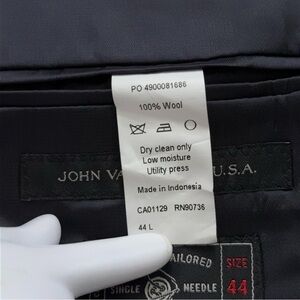 PO 4900081686
100% Wool
Dry clean only
Low moisture
Utility press
Made in Indonesia
CA01129 RN90736
44 L
JOHN VA U.S.A.
TAILORED
SINGLE NEEDLE
SIZE
44